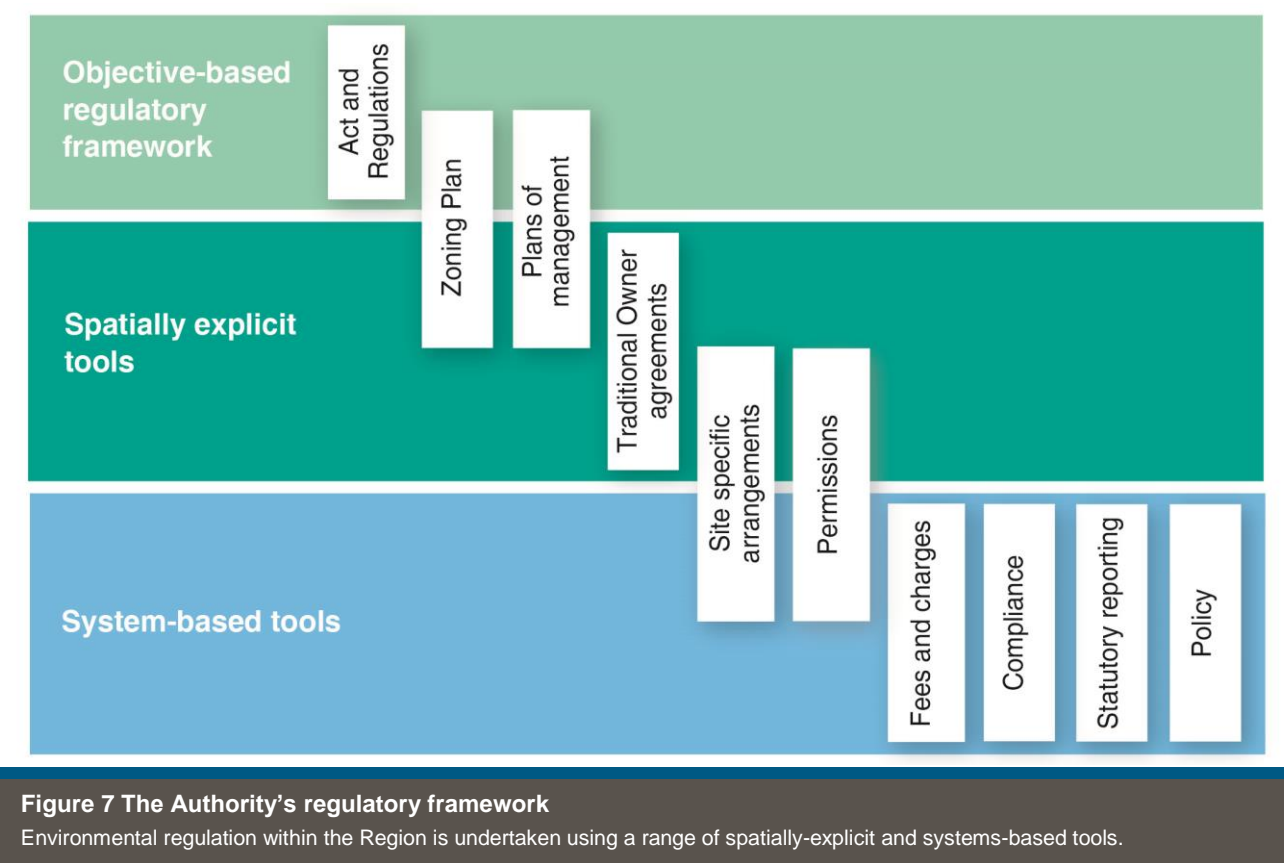 Objective-based
regulatory
framework
Act and
Regulations
Zoning Plan
Plans of
management
Spatially explicit
tools
Traditional Owner
agreements
Site specific
arrangements
Permissions
System-based tools
Fees and charges
Compliance
Statutory reporting
Policy
Figure 7 The Authority's regulatory framework
Environmental regulation within the Region is undertaken using a range of spatially-explicit and systems-based tools.